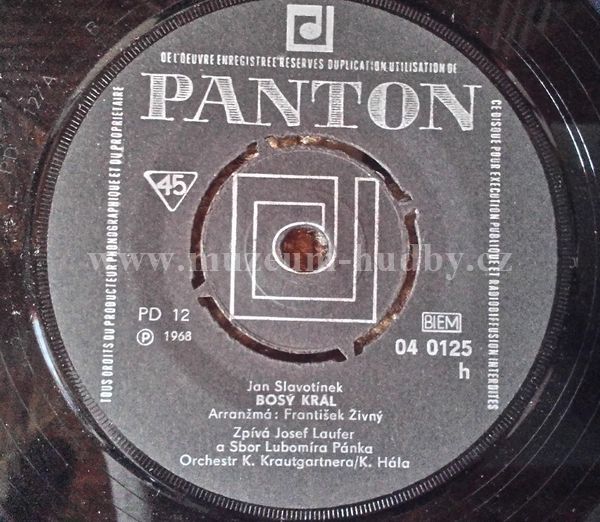 DE L'OEUVRE ENREGISTREE RESERVES DUPLICATION UTILISATION DE
PANTON
TOUS DROITS DU PRODUCTEUR PHONOGRAPHIQUE ET DU PROPRIETAIRE
CE DISQUE POUR EXECUTION PUBLIQUE ET RADIODIFFUSION INTERDITES
45
www.muzeum-hudby.cz
PD 12
P 1968
BIEM
04 0125
h
Jan Slavotínek
BOSÝ KRÁL
Aranžmá: František Živný
Zpívá Josef Laufer
a Sbor Lubomíra Pánka
Orchestr K. Krautgartnera/K. Hála